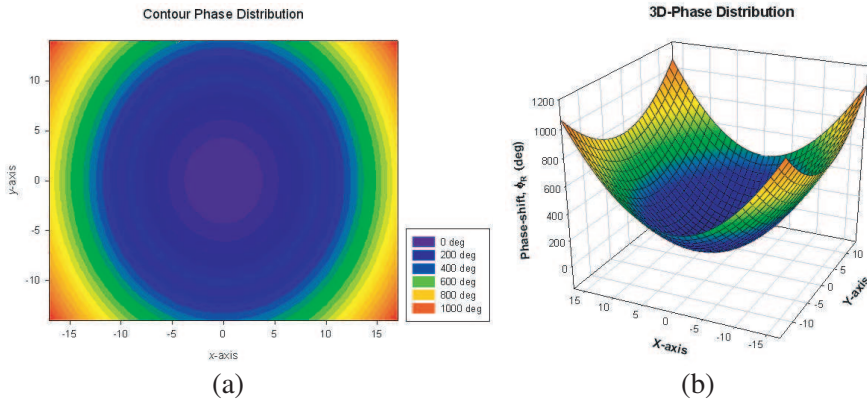 Contour Phase Distribution
10
5
0
-5
-10
y-axis
-15
-10
-5
0
5
10
15
x-axis
0 deg
200 deg
400 deg
600 deg
800 deg
1000 deg
(a)
3D-Phase Distribution
1200
1000
800
600
400
200
0
Phase-shift, ϕR (deg)
15
10
5
0
-5
-10
-15
X-axis
10
5
0
-5
-10
Y-axis
(b)